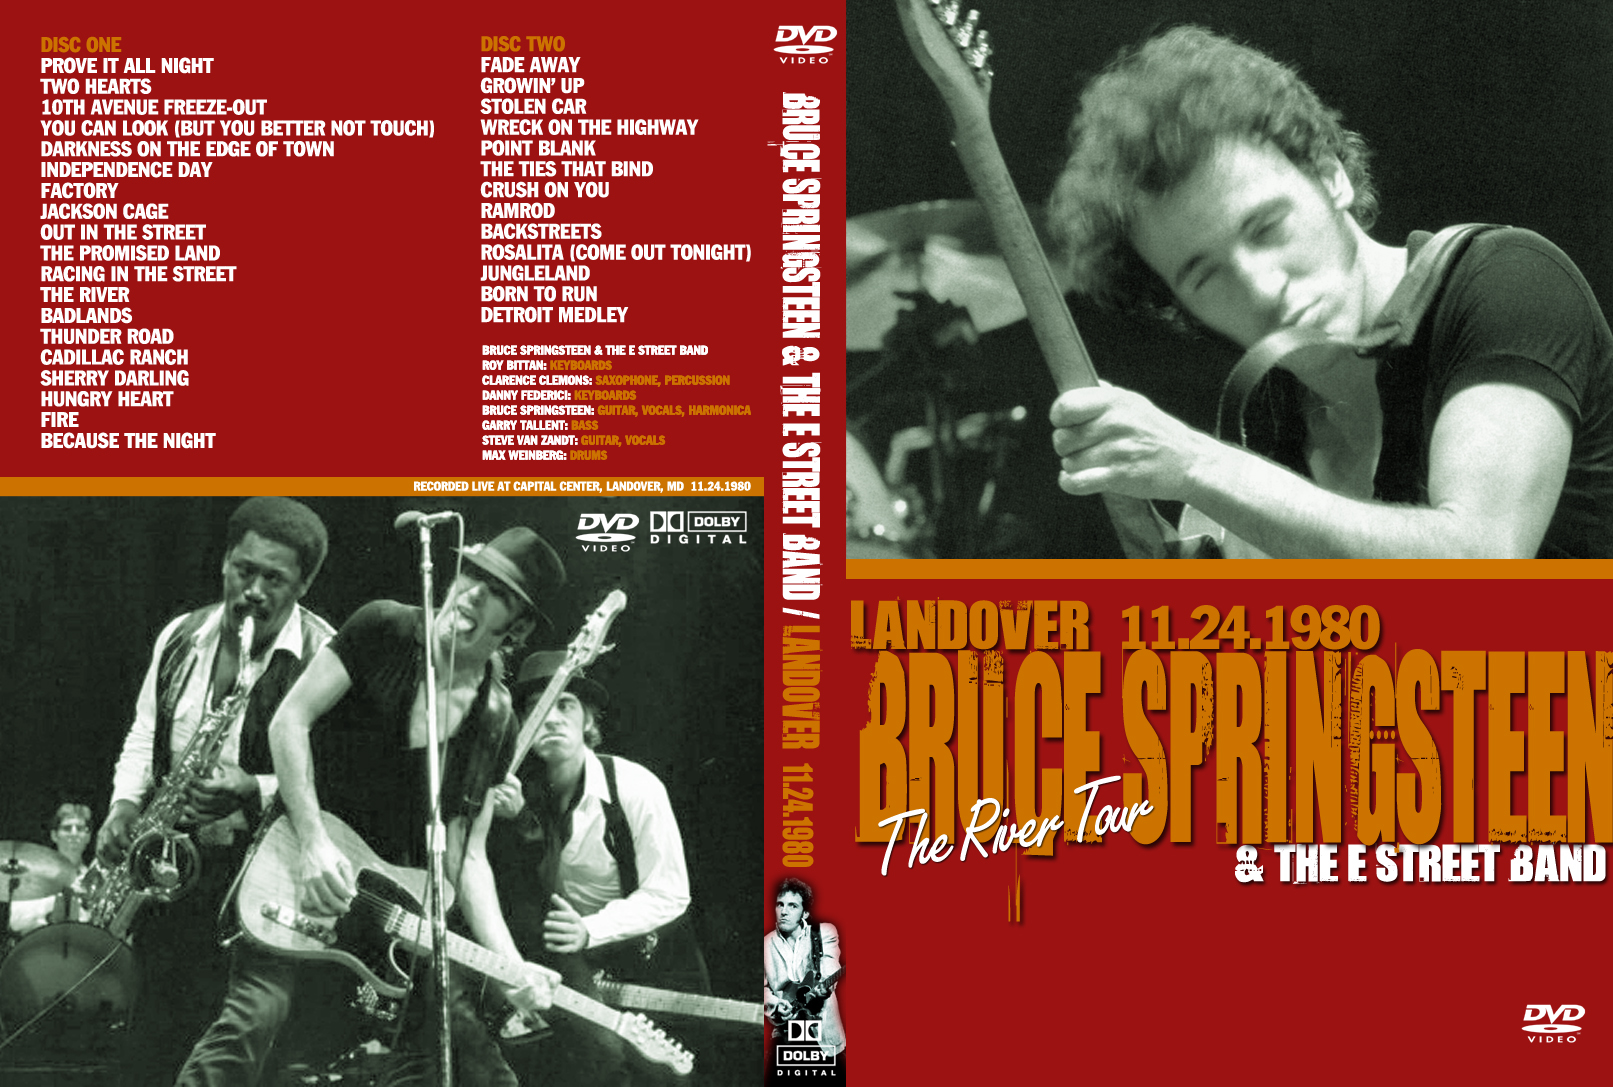 DISC ONE
PROVE IT ALL NIGHT
TWO HEARTS
10TH AVENUE FREEZE-OUT
YOU CAN LOOK (BUT YOU BETTER NOT TOUCH)
DARKNESS ON THE EDGE OF TOWN
INDEPENDENCE DAY
FACTORY
JACKSON CAGE
OUT IN THE STREET
THE PROMISED LAND
RACING IN THE STREET
THE RIVER
BADLANDS
THUNDER ROAD
CADILLAC RANCH
SHERRY DARLING
HUNGRY HEART
FIRE
BECAUSE THE NIGHT
DISC TWO
FADE AWAY
GROWIN' UP
STOLEN CAR
WRECK ON THE HIGHWAY
POINT BLANK
THE TIES THAT BIND
CRUSH ON YOU
RAMROD
BACKSTREETS
ROSALITA (COME OUT TONIGHT)
JUNGLELAND
BORN TO RUN
DETROIT MEDLEY
BRUCE SPRINGSTEEN & THE E STREET BAND
ROY BITTAN: KEYBOARDS
CLARENCE CLEMONS: SAXOPHONE, PERCUSSION
DANNY FEDERICI: KEYBOARDS
BRUCE SPRINGSTEEN: GUITAR, VOCALS, HARMONICA
GARRY TALLENT: BASS
STEVE VAN ZANDT: GUITAR, VOCALS
MAX WEINBERG: DRUMS
RECORDED LIVE AT CAPITAL CENTER, LANDOVER, MD 11.24.1980
DVD
VIDEO
DOLBY
DIGITAL
DVD
VIDEO
BRUCE SPRINGSTEEN & THE E STREET BAND / LANDOVER 11.24.1980
DOLBY
DIGITAL
LANDOVER 11.24.1980
BRUCE SPRINGSTEEN
The River Tour
& THE E STREET BAND
DVD
VIDEO